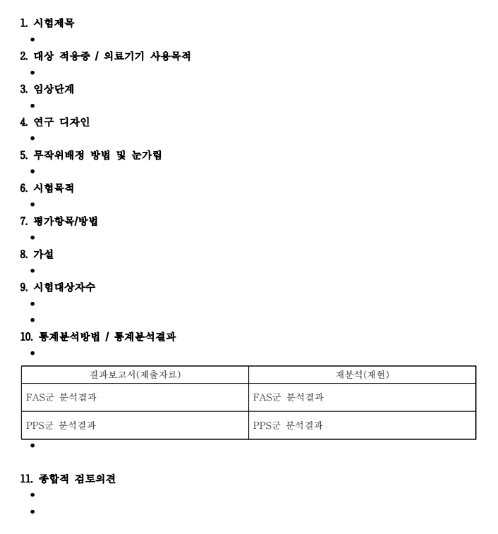 1. 시험제목
•
2. 대상 적응증 / 의료기기 사용목적
•
3. 임상단계
•
4. 연구 디자인
•
5. 무작위배정 방법 및 눈가림
•
6. 시험목적
•
7. 평가항목/방법
•
8. 가설
•
9. 시험대상자수
•
•
10. 통계분석방법 / 통계분석결과
•
결과보고서(제출자료) 재분석(재현)
FAS군 분석결과 FAS군 분석결과
PPS군 분석결과 PPS군 분석결과
•
11. 종합적 검토의견
•
•